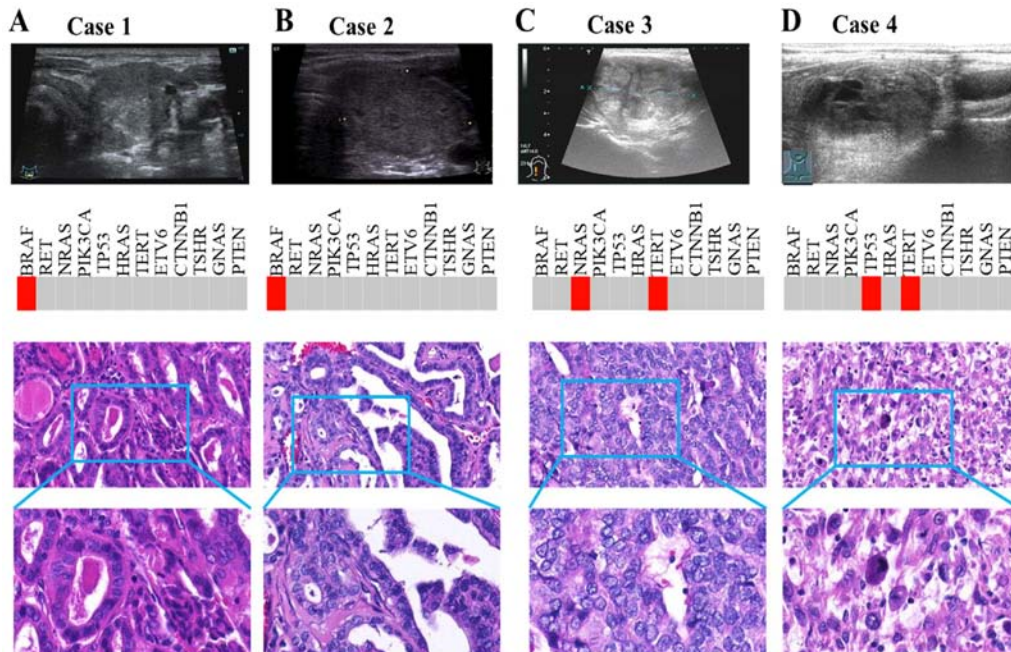 A Case 1
B Case 2
C Case 3
D Case 4
BRAF RET NRAS PIK3CA TP53 HRAS TERT ETV6 CTNNB1 TSHR GNAS PTEN
BRAF RET NRAS PIK3CA TP53 HRAS TERT ETV6 CTNNB1 TSHR GNAS PTEN
BRAF RET NRAS PIK3CA TP53 HRAS TERT ETV6 CTNNB1 TSHR GNAS PTEN
BRAF RET NRAS PIK3CA TP53 HRAS TERT ETV6 CTNNB1 TSHR GNAS PTEN